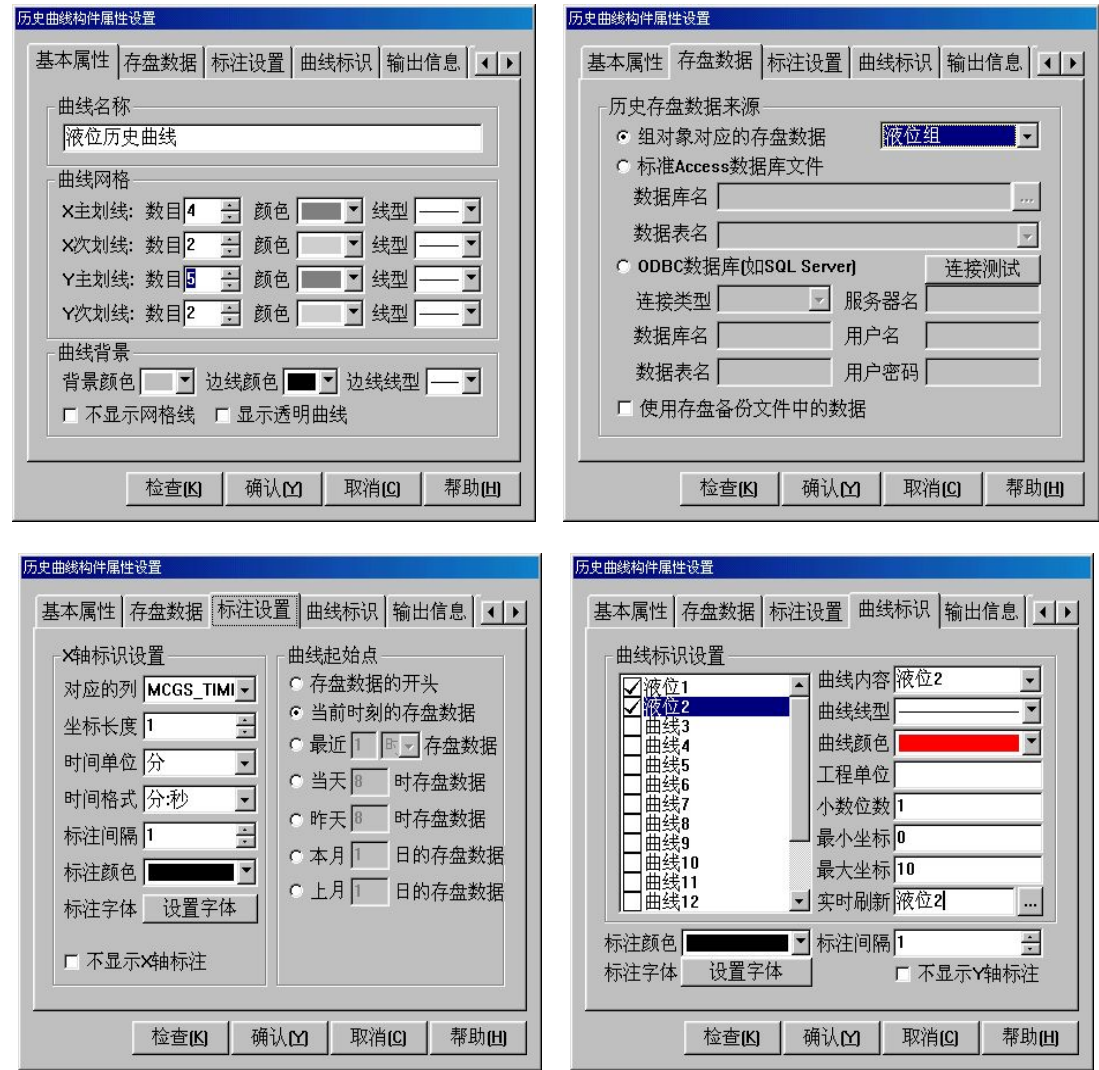 历史曲线构件属性设置
基本属性 存盘数据 标注设置 曲线标识 输出信息
曲线名称
液位历史曲线
曲线网格
X主划线: 数目 4 颜色 线型
X次划线: 数目 2 颜色 线型
Y主划线: 数目 5 颜色 线型
Y次划线: 数目 2 颜色 线型
曲线背景
背景颜色 边线颜色 边线线型
不显示网格线 显示透明曲线
检查(K) 确认(Y) 取消(C) 帮助(H)
历史曲线构件属性设置
基本属性 存盘数据 标注设置 曲线标识 输出信息
历史存盘数据来源
组对象对应的存盘数据 液位组
标准Access数据库文件
数据库名 ...
数据表名
ODBC数据库(如SQL Server) 连接测试
连接类型 服务器名
数据库名 用户名
数据表名 用户密码
使用存盘备份文件中的数据
检查(K) 确认(Y) 取消(C) 帮助(H)
历史曲线构件属性设置
基本属性 存盘数据 标注设置 曲线标识 输出信息
X轴标识设置
对应的列 MCGS_TIMI
坐标长度 1
时间单位 分
时间格式 分:秒
标注间隔 1
标注颜色
标注字体 设置字体
不显示X轴标注
曲线起始点
存盘数据的开头
当前时刻的存盘数据
最近 1 时 存盘数据
当天 8 时存盘数据
昨天 8 时存盘数据
本月 1 日的存盘数据
上月 1 日的存盘数据
检查(K) 确认(Y) 取消(C) 帮助(H)
历史曲线构件属性设置
基本属性 存盘数据 标注设置 曲线标识 输出信息
曲线标识设置
液位1
液位2
曲线3
曲线4
曲线5
曲线6
曲线7
曲线8
曲线9
曲线10
曲线11
曲线12
曲线内容 液位2
曲线线型
曲线颜色
工程单位
小数位数 1
最小坐标 0
最大坐标 10
实时刷新 液位2 ...
标注颜色 标注间隔 1
标注字体 设置字体 不显示Y轴标注
检查(K) 确认(Y) 取消(C) 帮助(H)